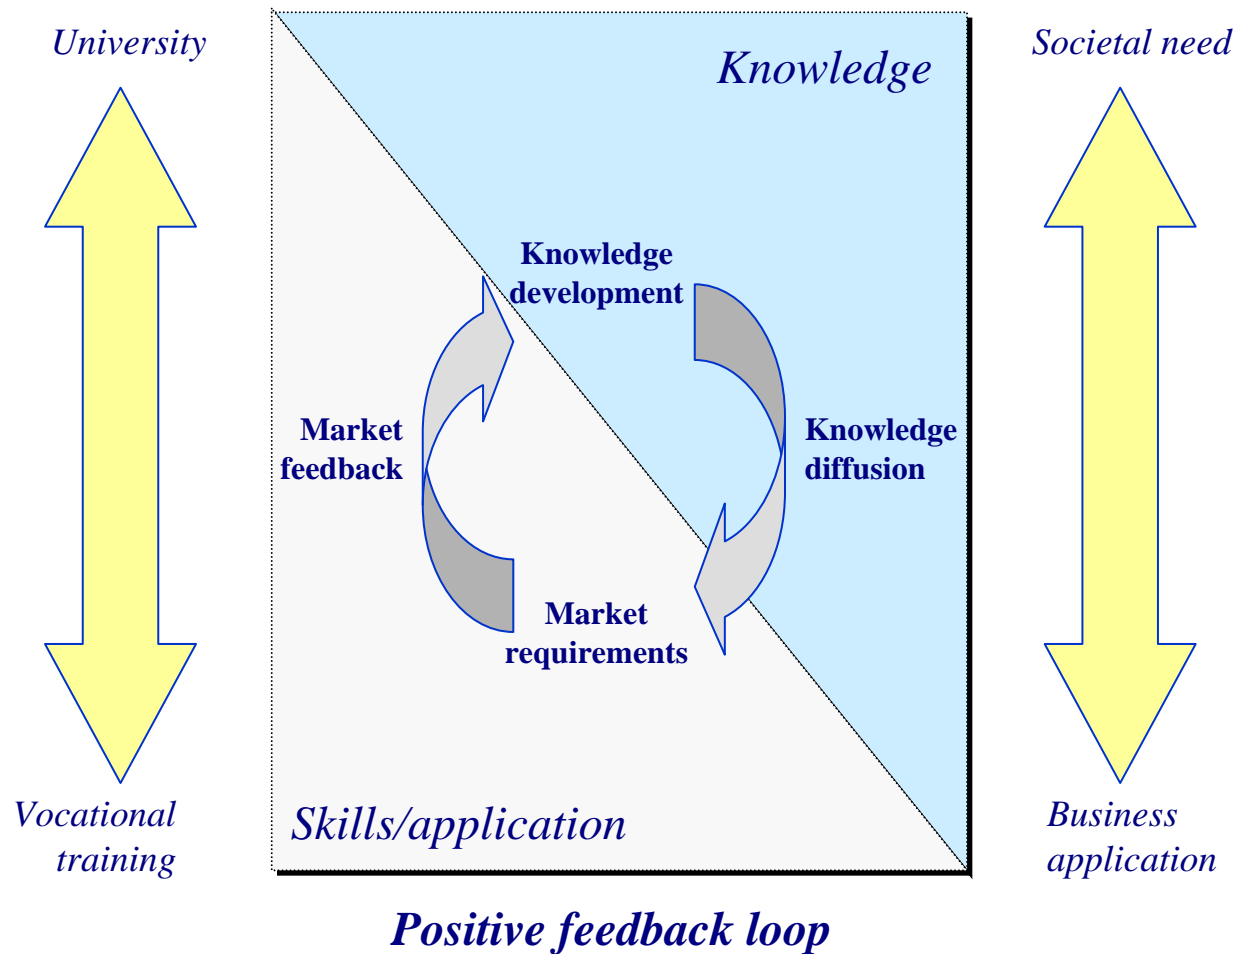 University
Societal need
Knowledge
Knowledge
development
Market
feedback
Knowledge
diffusion
Market
requirements
Vocational
training
Skills/application
Business
application
Positive feedback loop